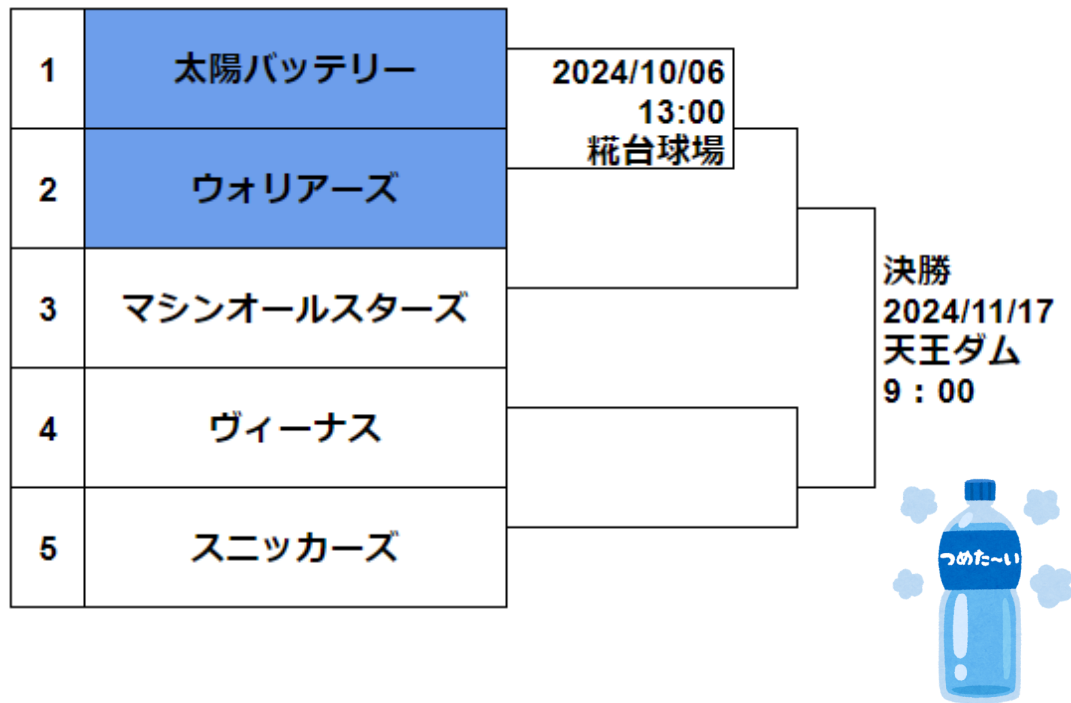 1 太陽バッテリー
2024/10/06
13:00
糀台球場
2 ウォリアーズ
3 マシンオールスターズ
決勝
2024/11/17
天王ダム
9：00
4 ヴィーナス
5 スニッカーズ
つめた～い